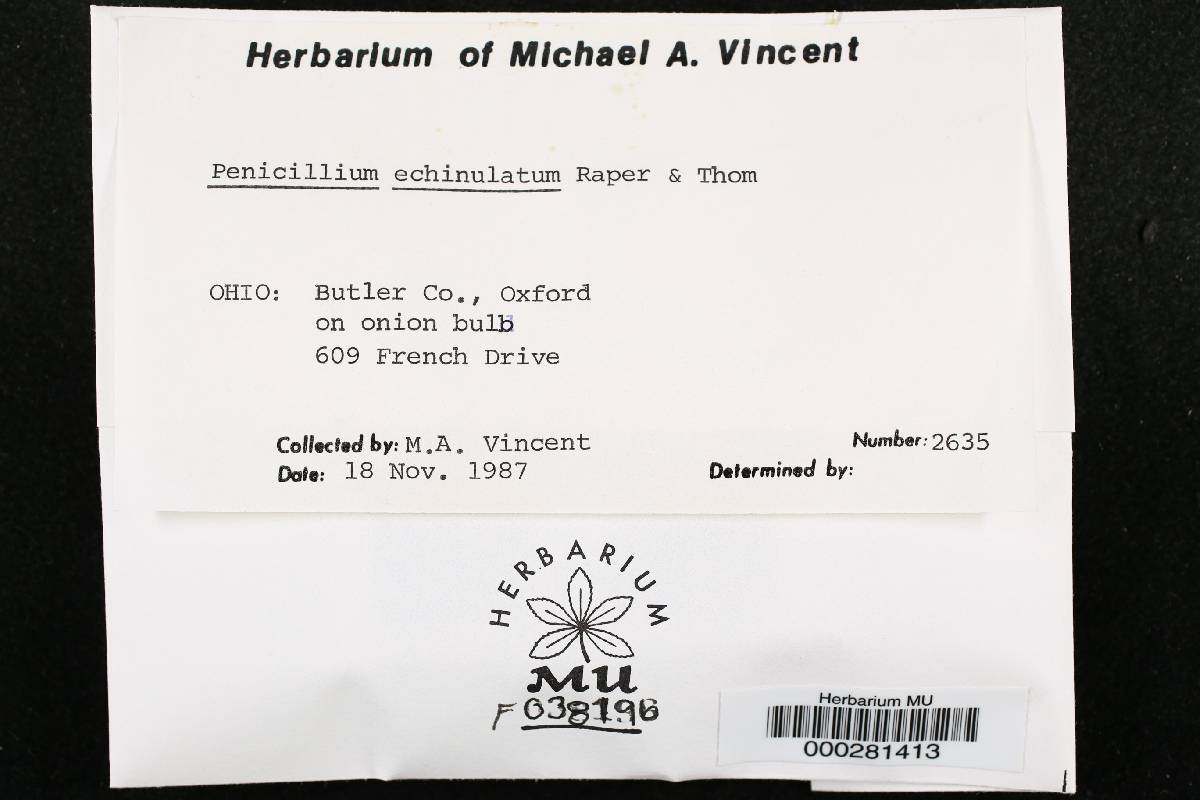 Herbarium of Michael A. Vincent
Penicillium echinulatum Raper & Thom
OHIO: Butler Co., Oxford
on onion bulb
609 French Drive
Collected by: M.A. Vincent
Number: 2635
Date: 18 Nov. 1987
Determined by:
HERBARIUM
MU
F 038196
Herbarium MU
000281413